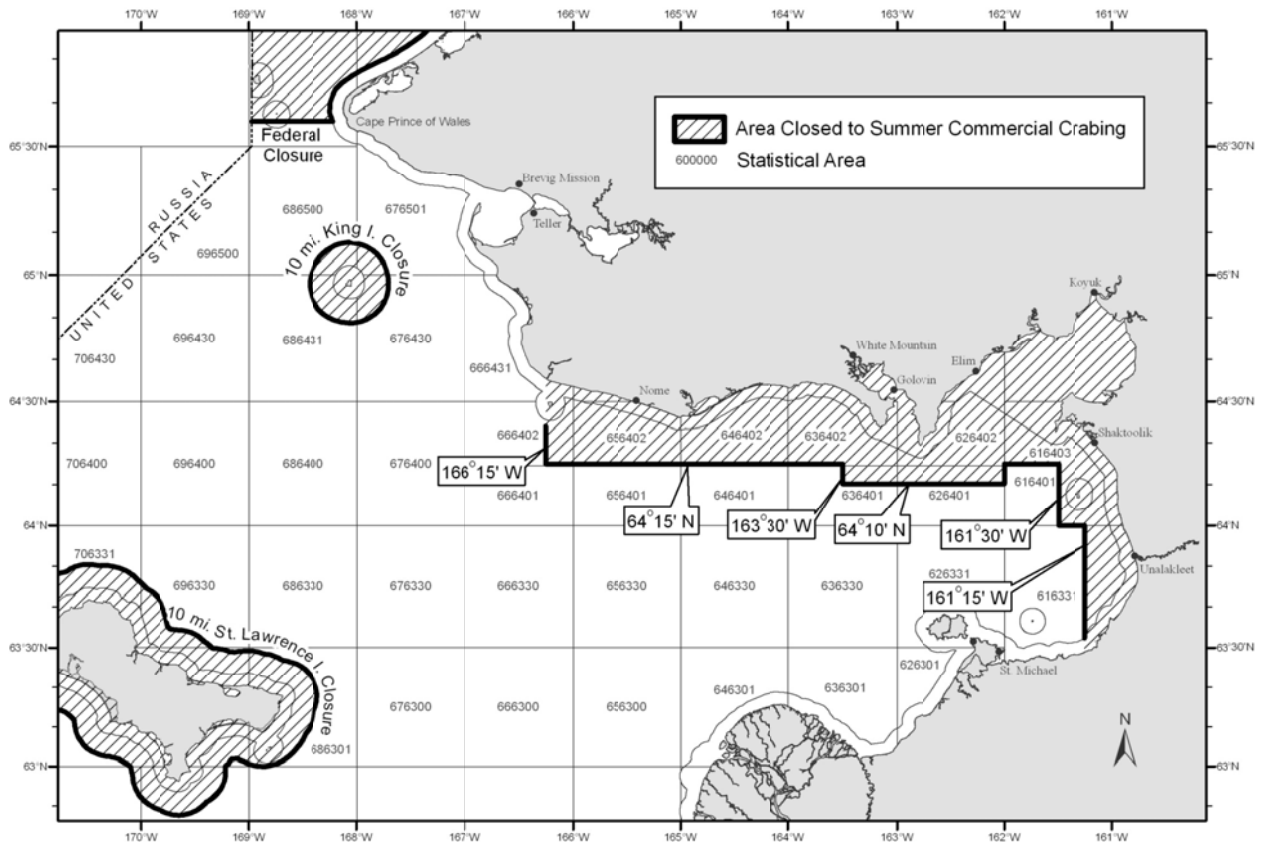 170°W 169°W 168°W 167°W 166°W 165°W 164°W 163°W 162°W 161°W
Cape Prince of Wales
Area Closed to Summer Commercial Crabing
600000 Statistical Area
Federal
Closure
65°30'N 65°30'N
RUSSIA
UNITED STATES
Brevig Mission
Teller
686500 676501
696500
10 mi. King I. Closure
65°N 65°N
Koyuk
696430 686431 676430
706430
666431
White Mountain
Elim
Golovin
Nome
64°30'N 64°30'N
Shaktoolik
666402 656402 646402 636402 626402
616403
706400 696400 686400 676400
166°15' W
616401
666401 656401 646401 636401 626401
64°15' N
163°30' W
64°10' N
161°30' W
64°N 64°N
706331
Unalakleet
696330 686330 676330 666330 656330 646330 636330
626331
161°15' W
616331
10 mi. St. Lawrence I. Closure
63°30'N 63°30'N
626301
St. Michael
646301 636301
676300 666300 656300
686301
N
63°N 63°N
170°W 169°W 168°W 167°W 166°W 165°W 164°W 163°W 162°W 161°W